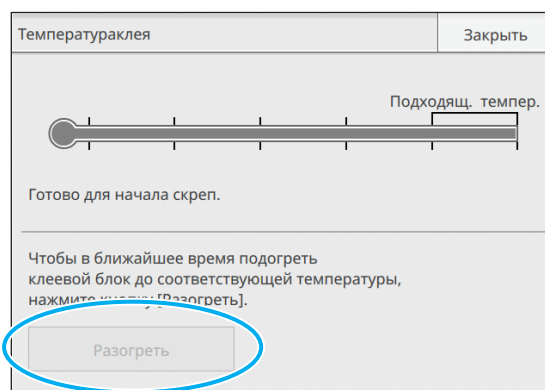 Температураклея
Закрыть
Подходящ. темпер.
Готово для начала скреп.
Чтобы в ближайшее время подогреть
клеевой блок до соответствующей температуры,
нажмите кнопку [Разогреть].
Разогреть